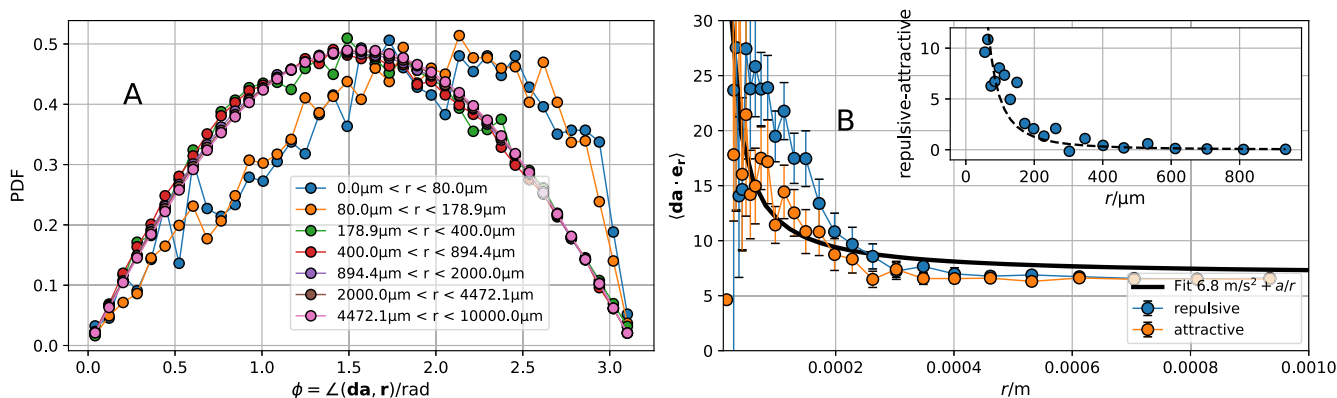 A
PDF
0.5
0.4
0.3
0.2
0.1
0.0
0.0μm < r < 80.0μm
80.0μm < r < 178.9μm
178.9μm < r < 400.0μm
400.0μm < r < 894.4μm
894.4μm < r < 2000.0μm
2000.0μm < r < 4472.1μm
4472.1μm < r < 10000.0μm
0.0 0.5 1.0 1.5 2.0 2.5 3.0
ϕ = ∠(da, r)/rad
B
⟨da · eᵣ⟩
30
25
20
15
10
5
0
repulsive-attractive
10
5
0
0 200 400 600 800
r/μm
Fit 6.8 m/s² + a/r
repulsive
attractive
0.0002 0.0004 0.0006 0.0008 0.0010
r/m